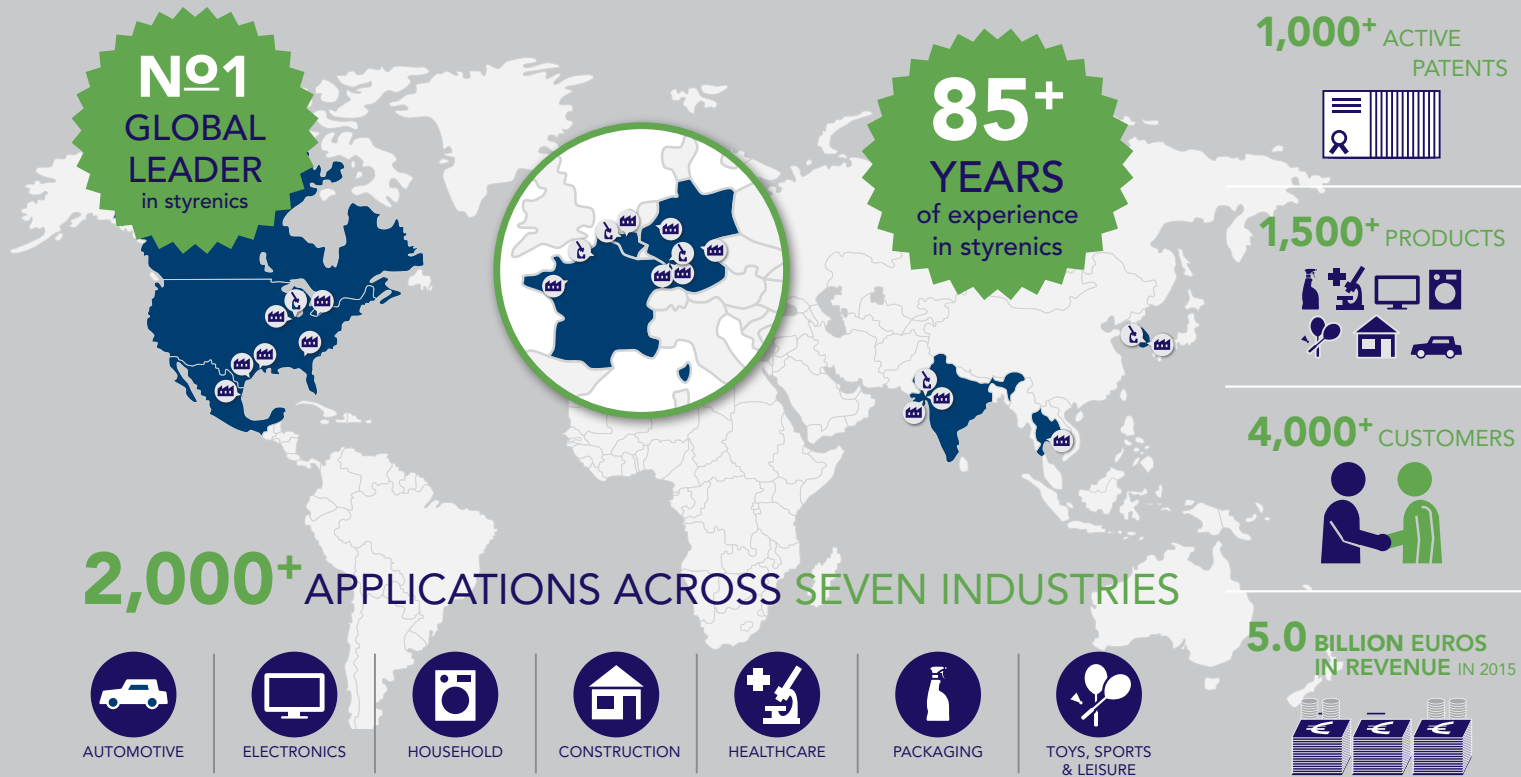 Nº1
GLOBAL
LEADER
in styrenics
85+
YEARS
of experience
in styrenics
1,000+ ACTIVE
PATENTS
1,500+ PRODUCTS
4,000+ CUSTOMERS
5.0 BILLION EUROS
IN REVENUE IN 2015
€ € €
2,000+ APPLICATIONS ACROSS SEVEN INDUSTRIES
AUTOMOTIVE
ELECTRONICS
HOUSEHOLD
CONSTRUCTION
HEALTHCARE
PACKAGING
TOYS, SPORTS
& LEISURE